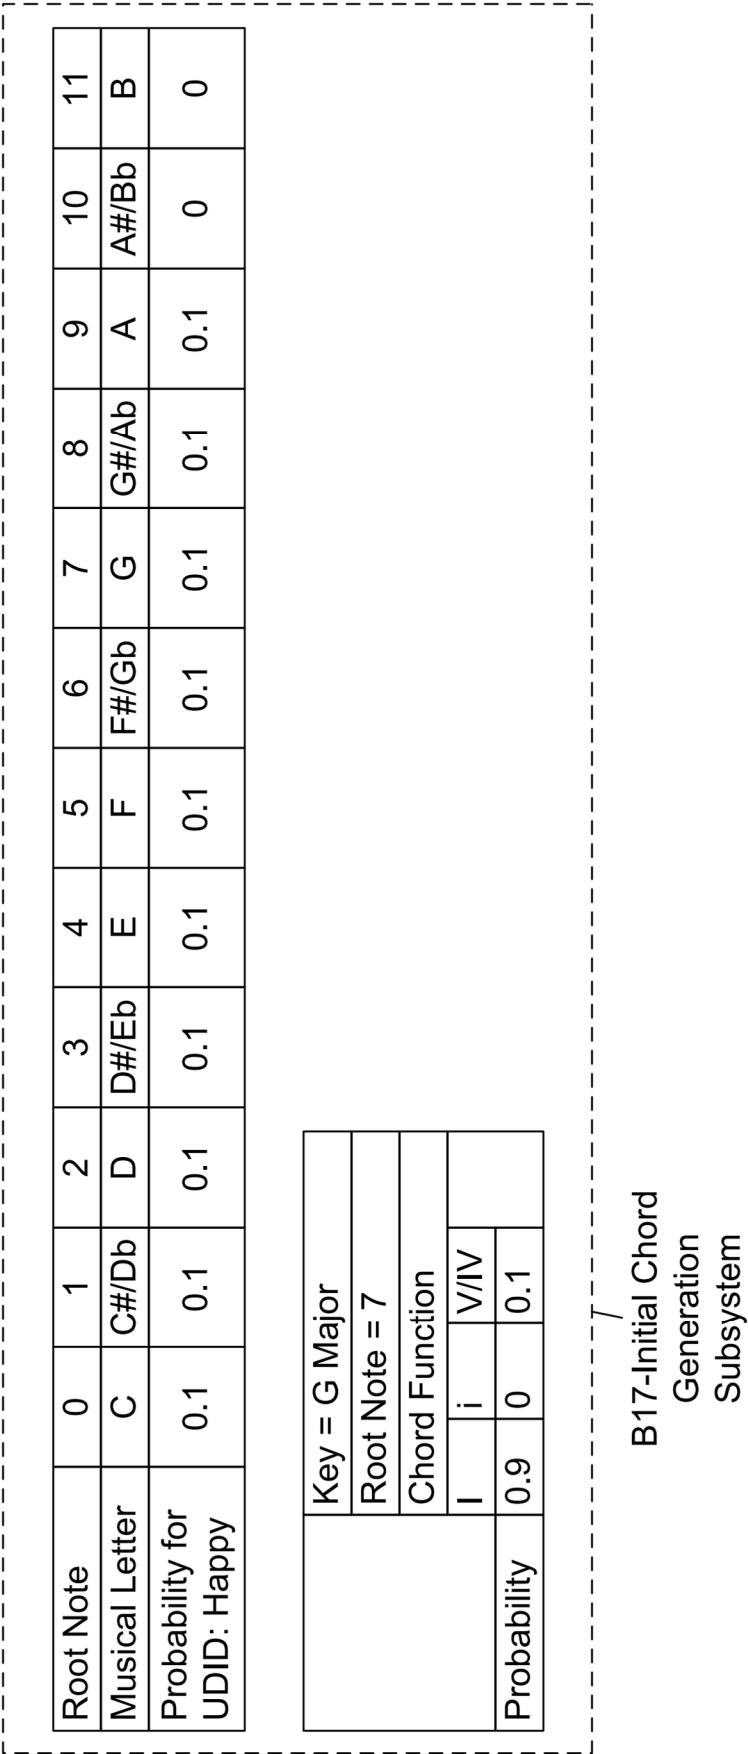 Root Note 0 1 2 3 4 5 6 7 8 9 10 11
Musical Letter C C#/Db D D#/Eb E F F#/Gb G G#/Ab A A#/Bb B
Probability for
UDID: Happy 0.1 0.1 0.1 0.1 0.1 0.1 0.1 0.1 0.1 0.1 0 0
Key = G Major
Root Note = 7
Chord Function
I i V/IV
Probability 0.9 0 0.1
B17-Initial Chord
Generation
Subsystem